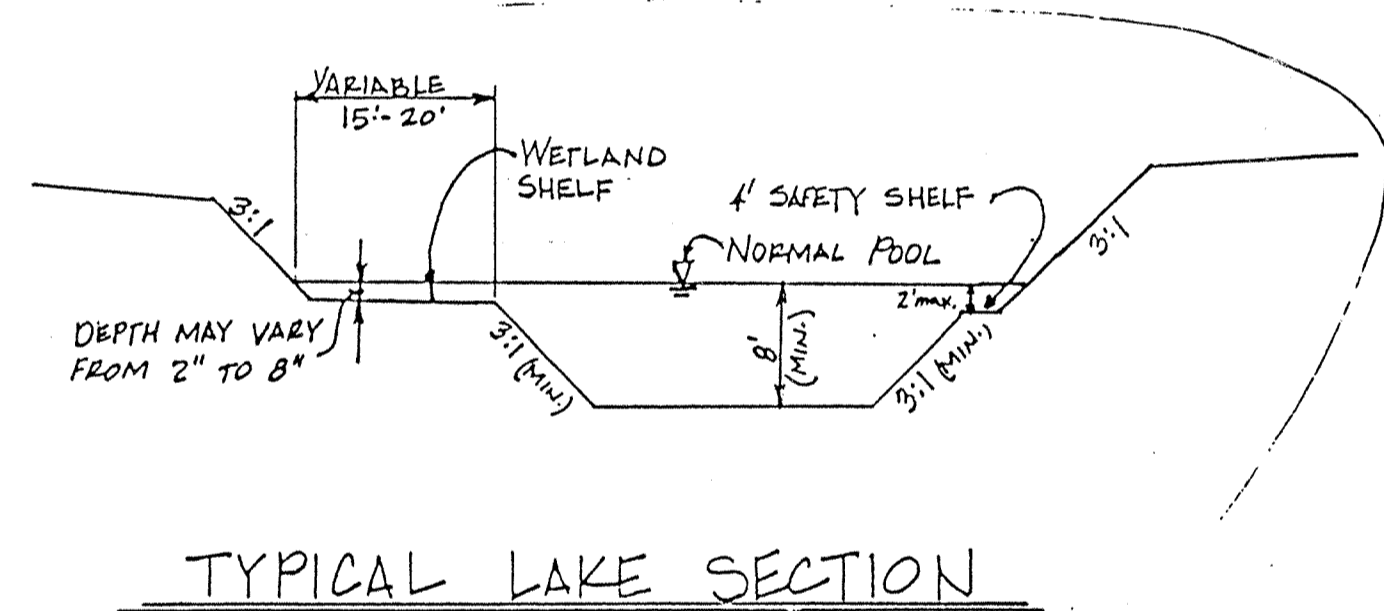 VARIABLE
15'-20'
WETLAND
SHELF
4' SAFETY SHELF
NORMAL POOL
3:1
3:1
2'max.
DEPTH MAY VARY
FROM 2" TO 8"
3:1 (MIN.)
8'
(MIN.)
3:1 (MIN.)
TYPICAL LAKE SECTION